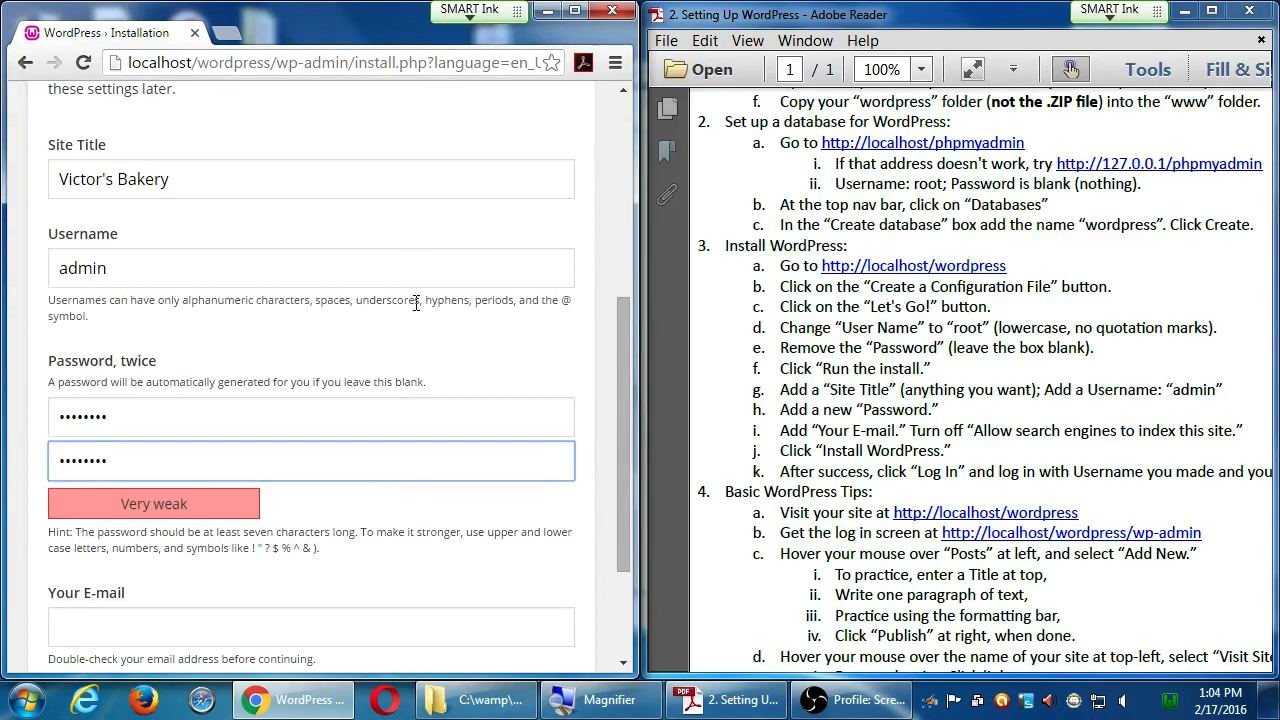 SMART Ink
WordPress › Installation
localhost/wordpress/wp-admin/install.php?language=en_U
these settings later.
Site Title
Victor's Bakery
Username
admin
Usernames can have only alphanumeric characters, spaces, underscores, hyphens, periods, and the @
symbol.
Password, twice
A password will be automatically generated for you if you leave this blank.
••••••••
••••••••
Very weak
Hint: The password should be at least seven characters long. To make it stronger, use upper and lower
case letters, numbers, and symbols like ! " ? $ % ^ & ).
Your E-mail
Double-check your email address before continuing.
2. Setting Up WordPress - Adobe Reader
SMART Ink
File Edit View Window Help
Open 1 / 1 100% Tools Fill & Si
f. Copy your “wordpress” folder (not the .ZIP file) into the “www” folder.
2. Set up a database for WordPress:
a. Go to http://localhost/phpmyadmin
i. If that address doesn't work, try http://127.0.0.1/phpmyadmin
ii. Username: root; Password is blank (nothing).
b. At the top nav bar, click on “Databases”
c. In the “Create database” box add the name “wordpress”. Click Create.
3. Install WordPress:
a. Go to http://localhost/wordpress
b. Click on the “Create a Configuration File” button.
c. Click on the “Let's Go!” button.
d. Change “User Name” to “root” (lowercase, no quotation marks).
e. Remove the “Password” (leave the box blank).
f. Click “Run the install.”
g. Add a “Site Title” (anything you want); Add a Username: “admin”
h. Add a new “Password.”
i. Add “Your E-mail.” Turn off “Allow search engines to index this site.”
j. Click “Install WordPress.”
k. After success, click “Log In” and log in with Username you made and you
4. Basic WordPress Tips:
a. Visit your site at http://localhost/wordpress
b. Get the log in screen at http://localhost/wordpress/wp-admin
c. Hover your mouse over “Posts” at left, and select “Add New.”
i. To practice, enter a Title at top,
ii. Write one paragraph of text,
iii. Practice using the formatting bar,
iv. Click “Publish” at right, when done.
d. Hover your mouse over the name of your site at top-left, select “Visit Sit
WordPress ... C:\wamp\... Magnifier 2. Setting U... Profile: Scre... 1:04 PM
2/17/2016